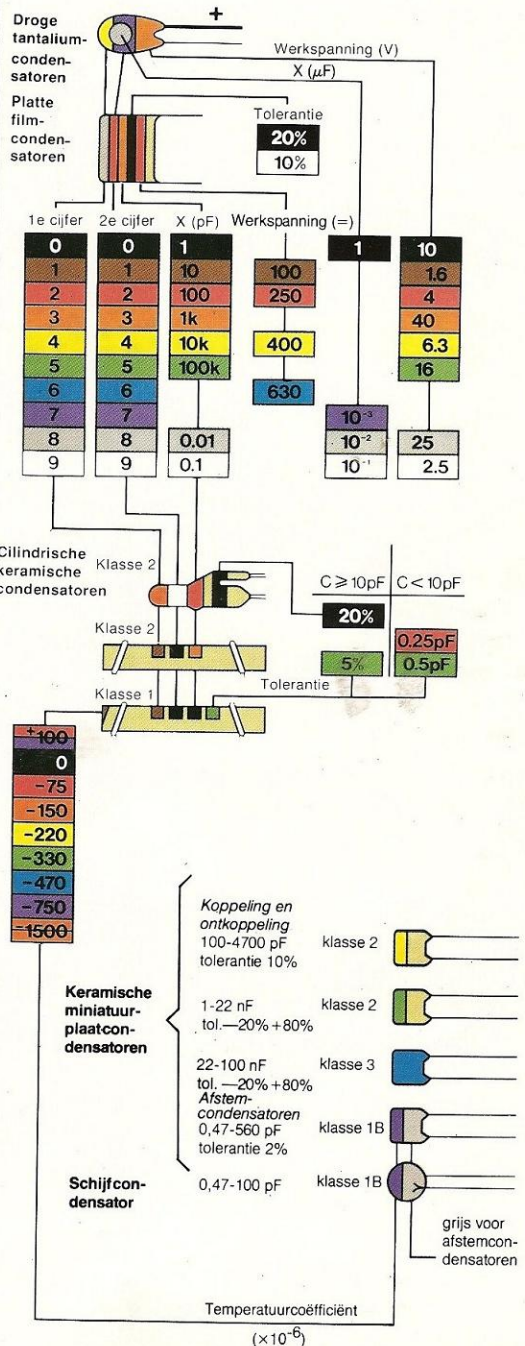 Droge
tantalium-
conden-
satoren
+
Werkspanning (V)
X (µF)
Platte
film-
conden-
satoren
Tolerantie
20%
10%
1e cijfer 2e cijfer X (pF) Werkspanning (=)
0 0 1 1 10
1 1 10 100 1.6
2 2 100 250 4
3 3 1k 40
4 4 10k 400 6.3
5 5 100k 16
6 6 630
7 7 10⁻³
8 8 0.01 10⁻² 25
9 9 0.1 10⁻¹ 2.5
Cilindrische
keramische
condensatoren
Klasse 2
C ≥ 10pF C < 10pF
20%
Klasse 2
0.25pF
5% 0.5pF
Klasse 1
Tolerantie
+100
0
-75
-150
-220
-330
-470
-750
-1500
Keramische
miniatuur-
plaatcon-
densatoren
Koppeling en
ontkoppeling
100-4700 pF klasse 2
tolerantie 10%
1-22 nF klasse 2
tol.—20% +80%
22-100 nF klasse 3
tol. —20% +80%
Afstem-
condensatoren
0,47-560 pF klasse 1B
tolerantie 2%
Schijfcon-
densator
0,47-100 pF klasse 1B
grijs voor
afstemcon-
densatoren
Temperatuurcoëfficiënt
(×10⁻⁶)